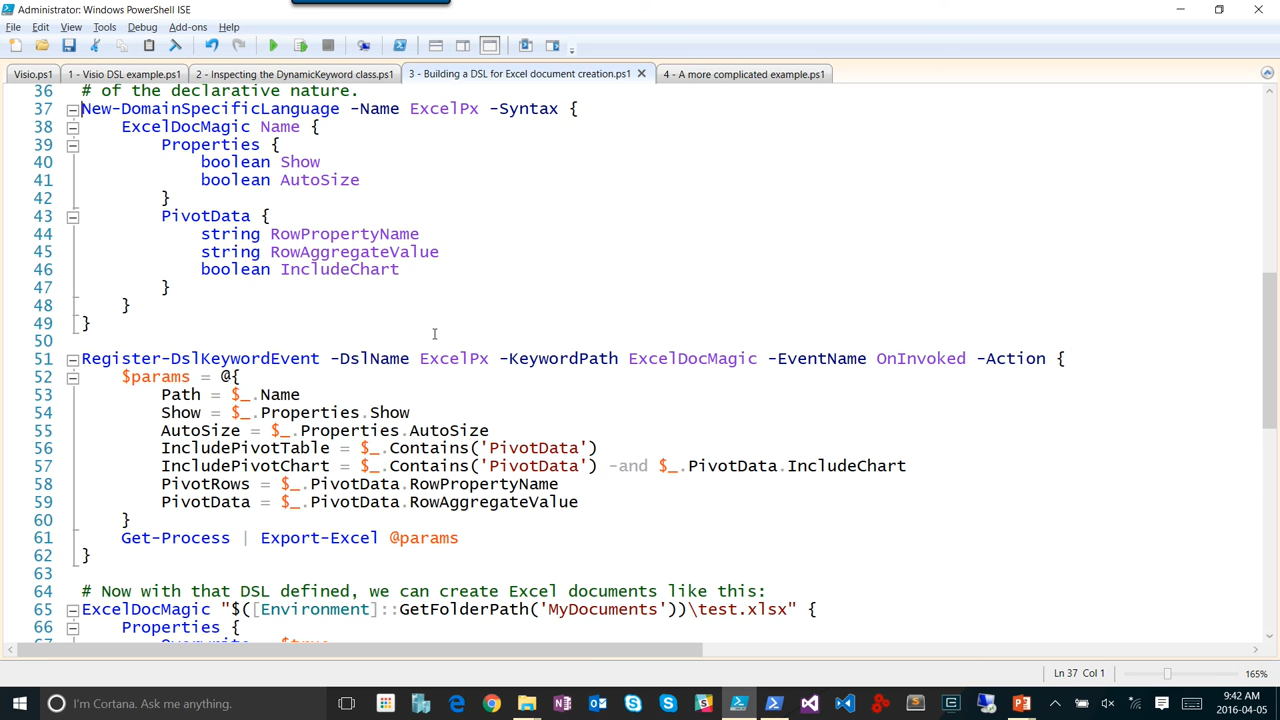 Administrator: Windows PowerShell ISE
File Edit View Tools Debug Add-ons Help
Visio.ps1 1 - Visio DSL example.ps1 2 - Inspecting the DynamicKeyword class.ps1 3 - Building a DSL for Excel document creation.ps1 4 - A more complicated example.ps1
36 # of the declarative nature.
37 New-DomainSpecificLanguage -Name ExcelPx -Syntax {
38 ExcelDocMagic Name {
39 Properties {
40 boolean Show
41 boolean AutoSize
42 }
43 PivotData {
44 string RowPropertyName
45 string RowAggregateValue
46 boolean IncludeChart
47 }
48 }
49 }
50
51 Register-DslKeywordEvent -DslName ExcelPx -KeywordPath ExcelDocMagic -EventName OnInvoked -Action {
52 $params = @{
53 Path = $_.Name
54 Show = $_.Properties.Show
55 AutoSize = $_.Properties.AutoSize
56 IncludePivotTable = $_.Contains('PivotData')
57 IncludePivotChart = $_.Contains('PivotData') -and $_.PivotData.IncludeChart
58 PivotRows = $_.PivotData.RowPropertyName
59 PivotData = $_.PivotData.RowAggregateValue
60 }
61 Get-Process | Export-Excel @params
62 }
63
64 # Now with that DSL defined, we can create Excel documents like this:
65 ExcelDocMagic "$([Environment]::GetFolderPath('MyDocuments'))\test.xlsx" {
66 Properties {
67 Overwrite = $true
Ln 37 Col 1 165%
I'm Cortana. Ask me anything.
9:42 AM
2016-04-05